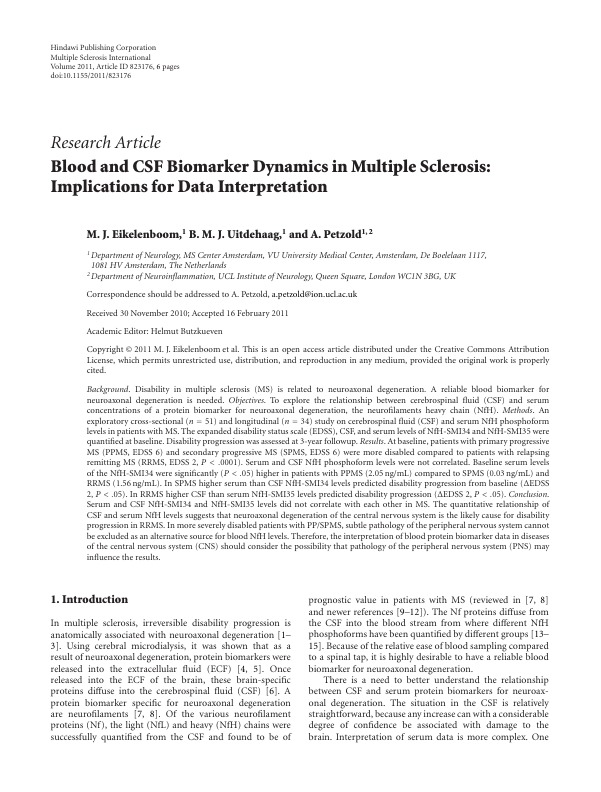 Hindawi Publishing Corporation
Multiple Sclerosis International
Volume 2011, Article ID 823176, 6 pages
doi:10.1155/2011/823176
Research Article
Blood and CSF Biomarker Dynamics in Multiple Sclerosis:
Implications for Data Interpretation
M. J. Eikelenboom,1 B. M. J. Uitdehaag,1 and A. Petzold1,2
1 Department of Neurology, MS Center Amsterdam, VU University Medical Center, Amsterdam, De Boelelaan 1117,
1081 HV Amsterdam, The Netherlands
2 Department of Neuroinflammation, UCL Institute of Neurology, Queen Square, London WC1N 3BG, UK
Correspondence should be addressed to A. Petzold, a.petzold@ion.ucl.ac.uk
Received 30 November 2010; Accepted 16 February 2011
Academic Editor: Helmut Butzkueven
Copyright © 2011 M. J. Eikelenboom et al. This is an open access article distributed under the Creative Commons Attribution
License, which permits unrestricted use, distribution, and reproduction in any medium, provided the original work is properly
cited.
Background. Disability in multiple sclerosis (MS) is related to neuroaxonal degeneration. A reliable blood biomarker for
neuroaxonal degeneration is needed. Objectives. To explore the relationship between cerebrospinal fluid (CSF) and serum
concentrations of a protein biomarker for neuroaxonal degeneration, the neurofilaments heavy chain (NfH). Methods. An
exploratory cross-sectional (n = 51) and longitudinal (n = 34) study on cerebrospinal fluid (CSF) and serum NfH phosphoform
levels in patients with MS. The expanded disability status scale (EDSS), CSF, and serum levels of NfH-SMI34 and NfH-SMI35 were
quantified at baseline. Disability progression was assessed at 3-year followup. Results. At baseline, patients with primary progressive
MS (PPMS, EDSS 6) and secondary progressive MS (SPMS, EDSS 6) were more disabled compared to patients with relapsing
remitting MS (RRMS, EDSS 2, P < .0001). Serum and CSF NfH phosphoform levels were not correlated. Baseline serum levels
of the NfH-SMI34 were significantly (P < .05) higher in patients with PPMS (2.05 ng/mL) compared to SPMS (0.03 ng/mL) and
RRMS (1.56 ng/mL). In SPMS higher serum than CSF NfH-SMI34 levels predicted disability progression from baseline (ΔEDSS
2, P < .05). In RRMS higher CSF than serum NfH-SMI35 levels predicted disability progression (ΔEDSS 2, P < .05). Conclusion.
Serum and CSF NfH-SMI34 and NfH-SMI35 levels did not correlate with each other in MS. The quantitative relationship of
CSF and serum NfH levels suggests that neuroaxonal degeneration of the central nervous system is the likely cause for disability
progression in RRMS. In more severely disabled patients with PP/SPMS, subtle pathology of the peripheral nervous system cannot
be excluded as an alternative source for blood NfH levels. Therefore, the interpretation of blood protein biomarker data in diseases
of the central nervous system (CNS) should consider the possibility that pathology of the peripheral nervous system (PNS) may
influence the results.
1. Introduction
In multiple sclerosis, irreversible disability progression is
anatomically associated with neuroaxonal degeneration [1–
3]. Using cerebral microdialysis, it was shown that as a
result of neuroaxonal degeneration, protein biomarkers were
released into the extracellular fluid (ECF) [4, 5]. Once
released into the ECF of the brain, these brain-specific
proteins diffuse into the cerebrospinal fluid (CSF) [6]. A
protein biomarker specific for neuroaxonal degeneration
are neurofilaments [7, 8]. Of the various neurofilament
proteins (Nf), the light (NfL) and heavy (NfH) chains were
successfully quantified from the CSF and found to be of
prognostic value in patients with MS (reviewed in [7, 8]
and newer references [9–12]). The Nf proteins diffuse from
the CSF into the blood stream from where different NfH
phosphoforms have been quantified by different groups [13–
15]. Because of the relative ease of blood sampling compared
to a spinal tap, it is highly desirable to have a reliable blood
biomarker for neuroaxonal degeneration.
There is a need to better understand the relationship
between CSF and serum protein biomarkers for neuroax-
onal degeneration. The situation in the CSF is relatively
straightforward, because any increase can with a considerable
degree of confidence be associated with damage to the
brain. Interpretation of serum data is more complex. One